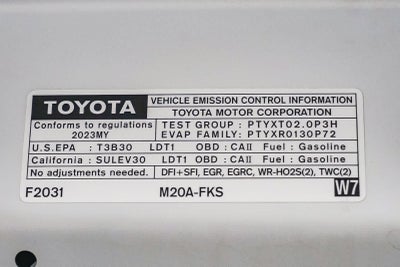 TOYOTA VEHICLE EMISSION CONTROL INFORMATION
TOYOTA MOTOR CORPORATION
Conforms to regulations TEST GROUP : PTYXT02.0P3H
2023MY EVAP FAMILY: PTYXR0130P72
U.S.EPA : T3B30 LDT1 OBD : CAII Fuel : Gasoline
California : SULEV30 LDT1 OBD : CAII Fuel : Gasoline
No adjustments needed. DFI+SFI, EGR, EGRC, WR-HO2S(2), TWC(2)
F2031 M20A-FKS W7